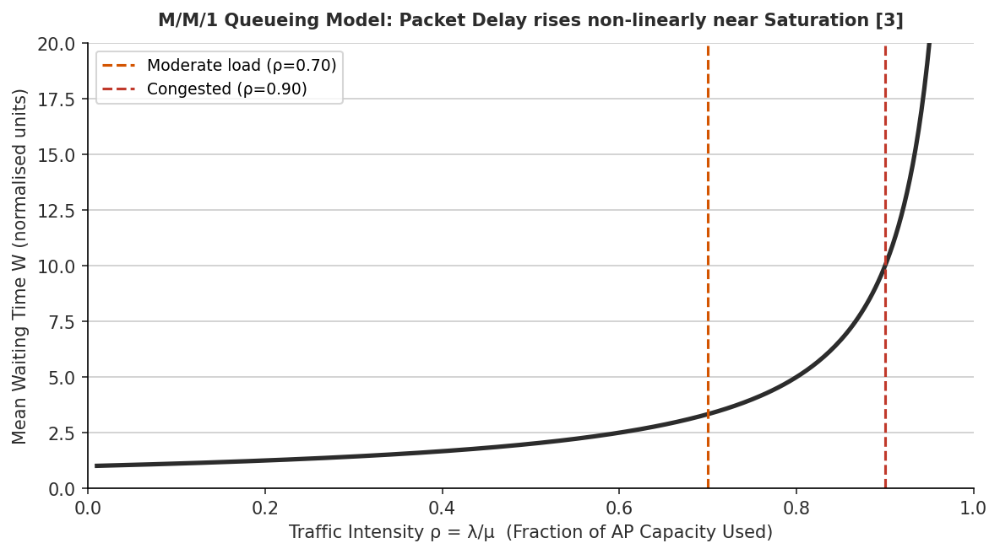 M/M/1 Queueing Model: Packet Delay rises non-linearly near Saturation [3]
Mean Waiting Time W (normalised units)
20.0
17.5
15.0
12.5
10.0
7.5
5.0
2.5
0.0
Moderate load (ρ=0.70)
Congested (ρ=0.90)
0.0 0.2 0.4 0.6 0.8 1.0
Traffic Intensity ρ = λ/μ (Fraction of AP Capacity Used)